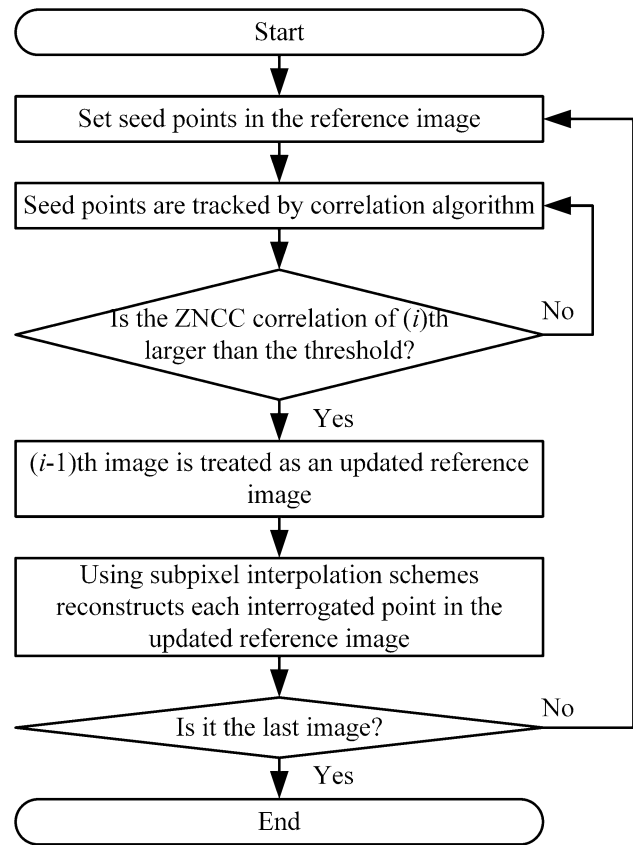 Start
Set seed points in the reference image
Seed points are tracked by correlation algorithm
Is the ZNCC correlation of (i)th
larger than the threshold?
No
Yes
(i-1)th image is treated as an updated reference
image
Using subpixel interpolation schemes
reconstructs each interrogated point in the
updated reference image
Is it the last image?
No
Yes
End